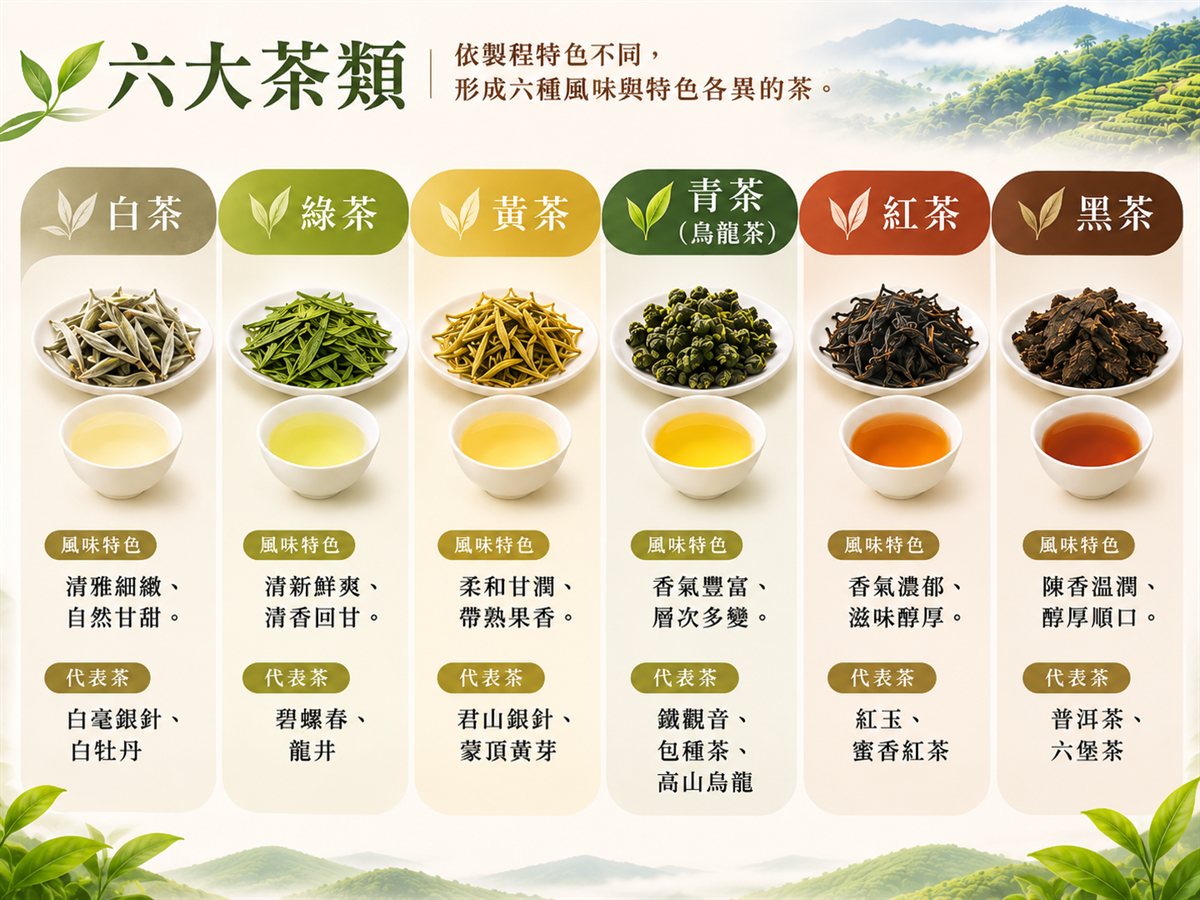 六大茶類
依製程特色不同，
形成六種風味與特色各異的茶。
白茶
風味特色
清雅細緻、
自然甘甜。
代表茶
白毫銀針、
白牡丹
綠茶
風味特色
清新鮮爽、
清香回甘。
代表茶
碧螺春、
龍井
黃茶
風味特色
柔和甘潤、
帶熟果香。
代表茶
君山銀針、
蒙頂黃芽
青茶
（烏龍茶）
風味特色
香氣豐富、
層次多變。
代表茶
鐵觀音、
包種茶、
高山烏龍
紅茶
風味特色
香氣濃郁、
滋味醇厚。
代表茶
紅玉、
蜜香紅茶
黑茶
風味特色
陳香溫潤、
醇厚順口。
代表茶
普洱茶、
六堡茶